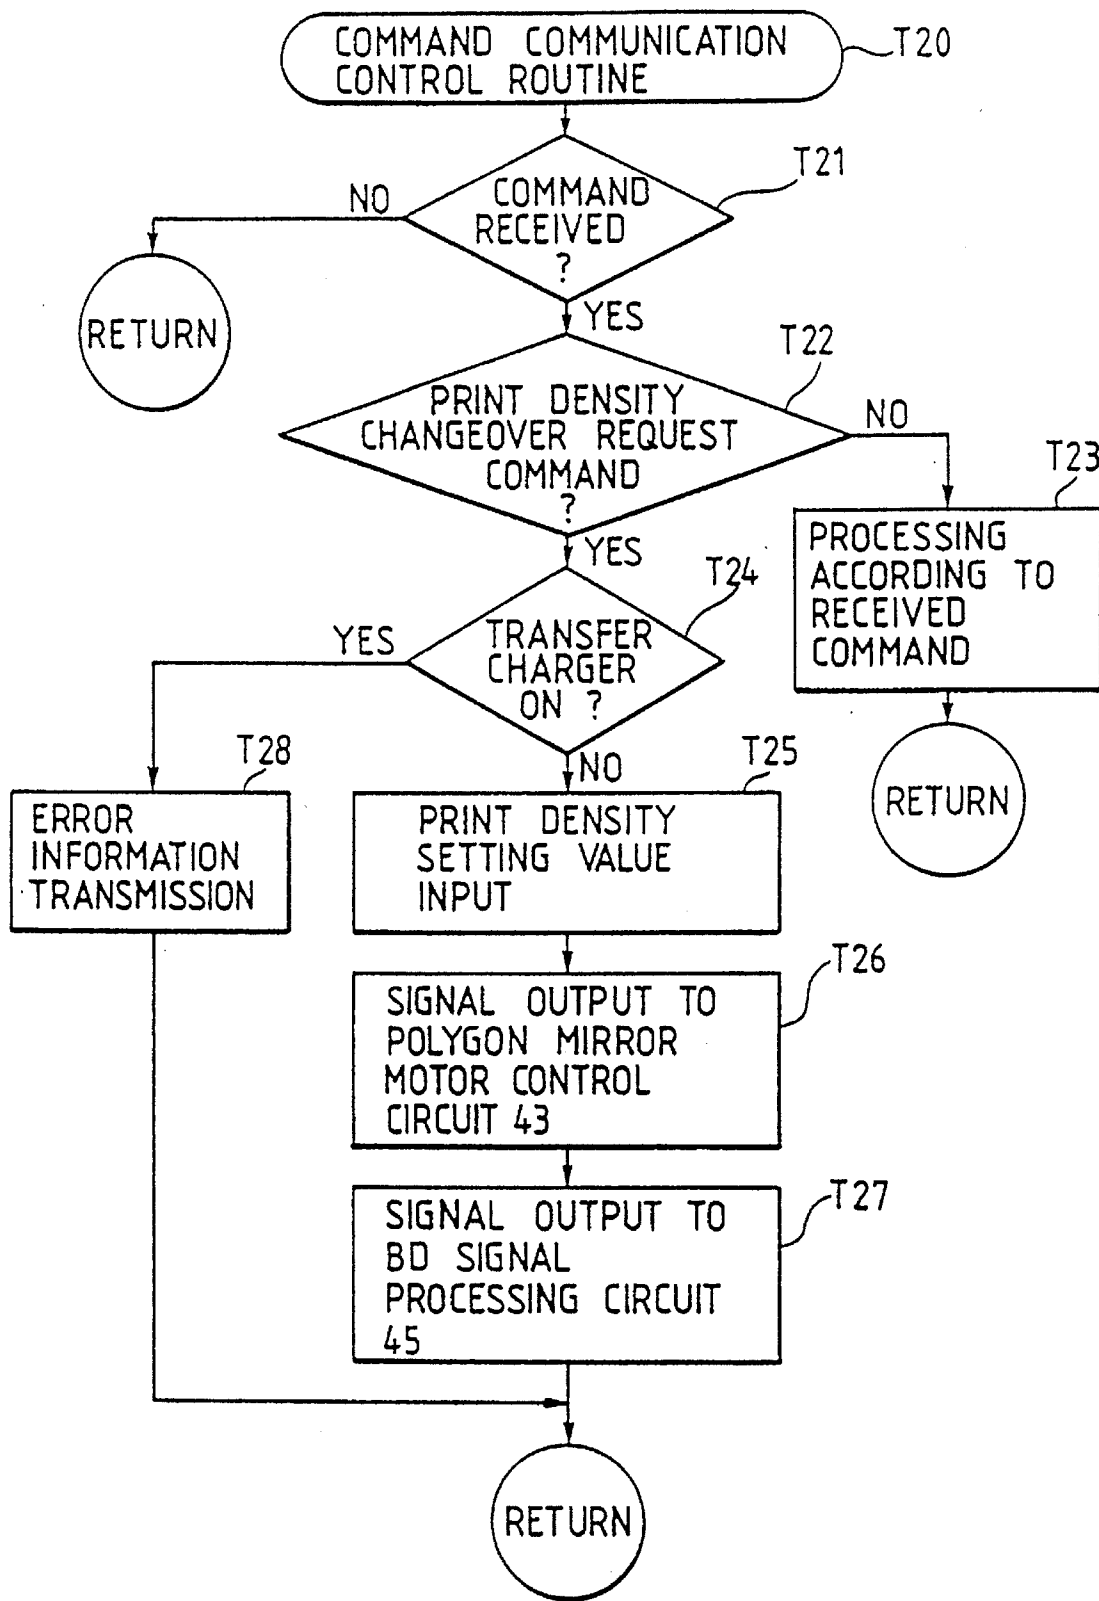 COMMAND COMMUNICATION
CONTROL ROUTINE
T20
COMMAND
RECEIVED
?
T21
NO
RETURN
YES
PRINT DENSITY
CHANGEOVER REQUEST
COMMAND
?
T22
NO
T23
PROCESSING
ACCORDING TO
RECEIVED
COMMAND
RETURN
YES
T24
TRANSFER
CHARGER
ON ?
YES
T28
ERROR
INFORMATION
TRANSMISSION
NO
T25
PRINT DENSITY
SETTING VALUE
INPUT
T26
SIGNAL OUTPUT TO
POLYGON MIRROR
MOTOR CONTROL
CIRCUIT 43
T27
SIGNAL OUTPUT TO
BD SIGNAL
PROCESSING CIRCUIT
45
RETURN